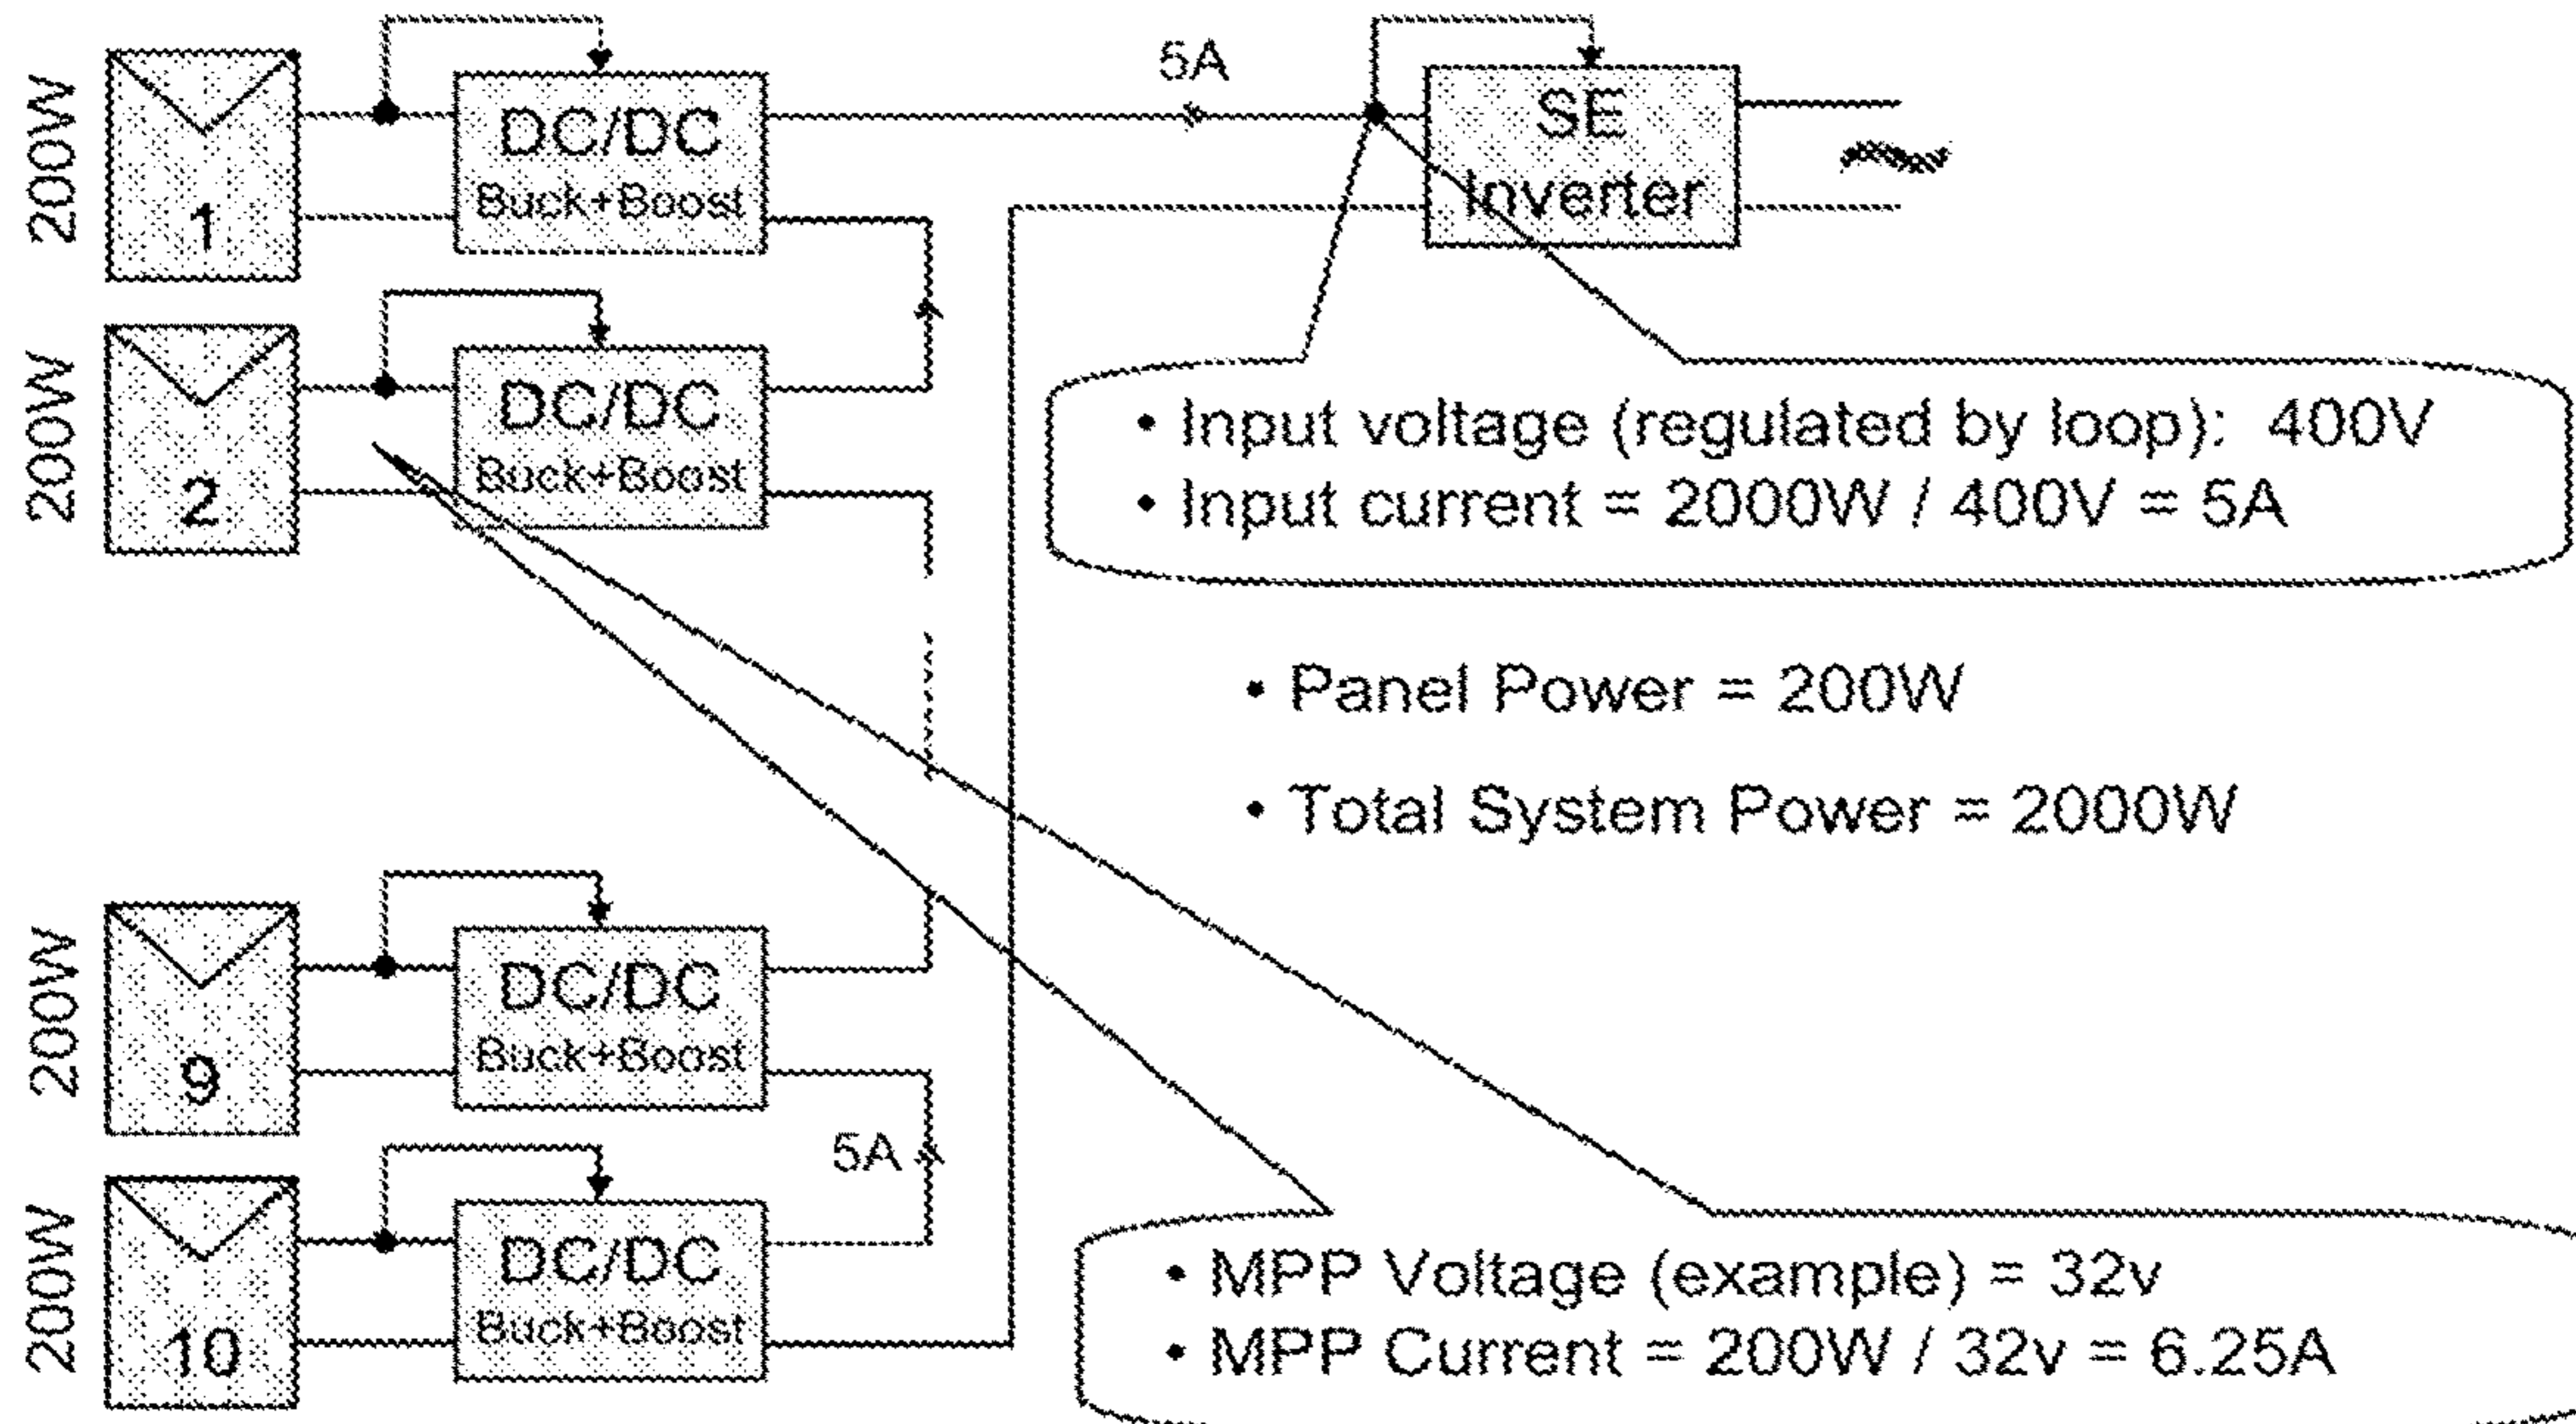 200W
1
DC/DC
Buck+Boost
5A
SE
Inverter
200W
2
DC/DC
Buck+Boost
• Input voltage (regulated by loop): 400V
• Input current = 2000W / 400V = 5A
• Panel Power = 200W
• Total System Power = 2000W
200W
9
DC/DC
Buck+Boost
5A
200W
10
DC/DC
Buck+Boost
• MPP Voltage (example) = 32v
• MPP Current = 200W / 32v = 6.25A